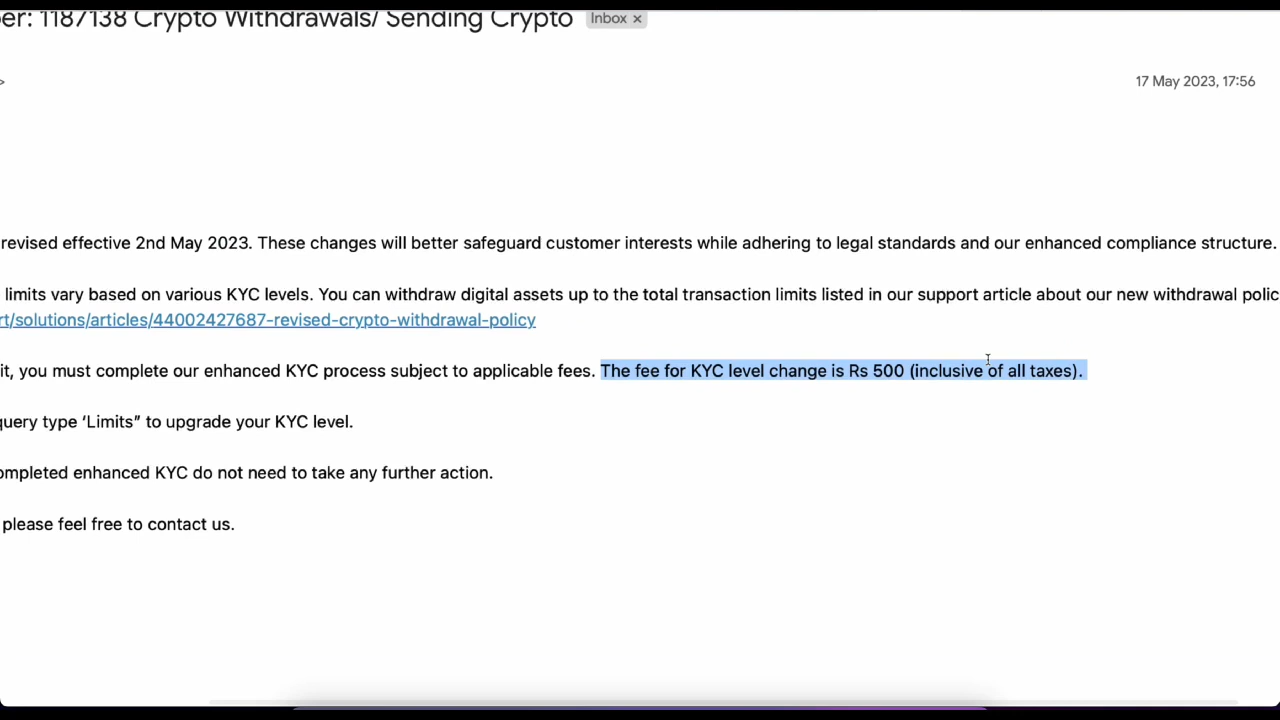 er: 1187138 Crypto Withdrawals/ Sending Crypto Inbox ×
> 17 May 2023, 17:56
revised effective 2nd May 2023. These changes will better safeguard customer interests while adhering to legal standards and our enhanced compliance structure.
limits vary based on various KYC levels. You can withdraw digital assets up to the total transaction limits listed in our support article about our new withdrawal polic
rt/solutions/articles/44002427687-revised-crypto-withdrawal-policy
it, you must complete our enhanced KYC process subject to applicable fees. The fee for KYC level change is Rs 500 (inclusive of all taxes).
query type ‘Limits” to upgrade your KYC level.
ompleted enhanced KYC do not need to take any further action.
please feel free to contact us.